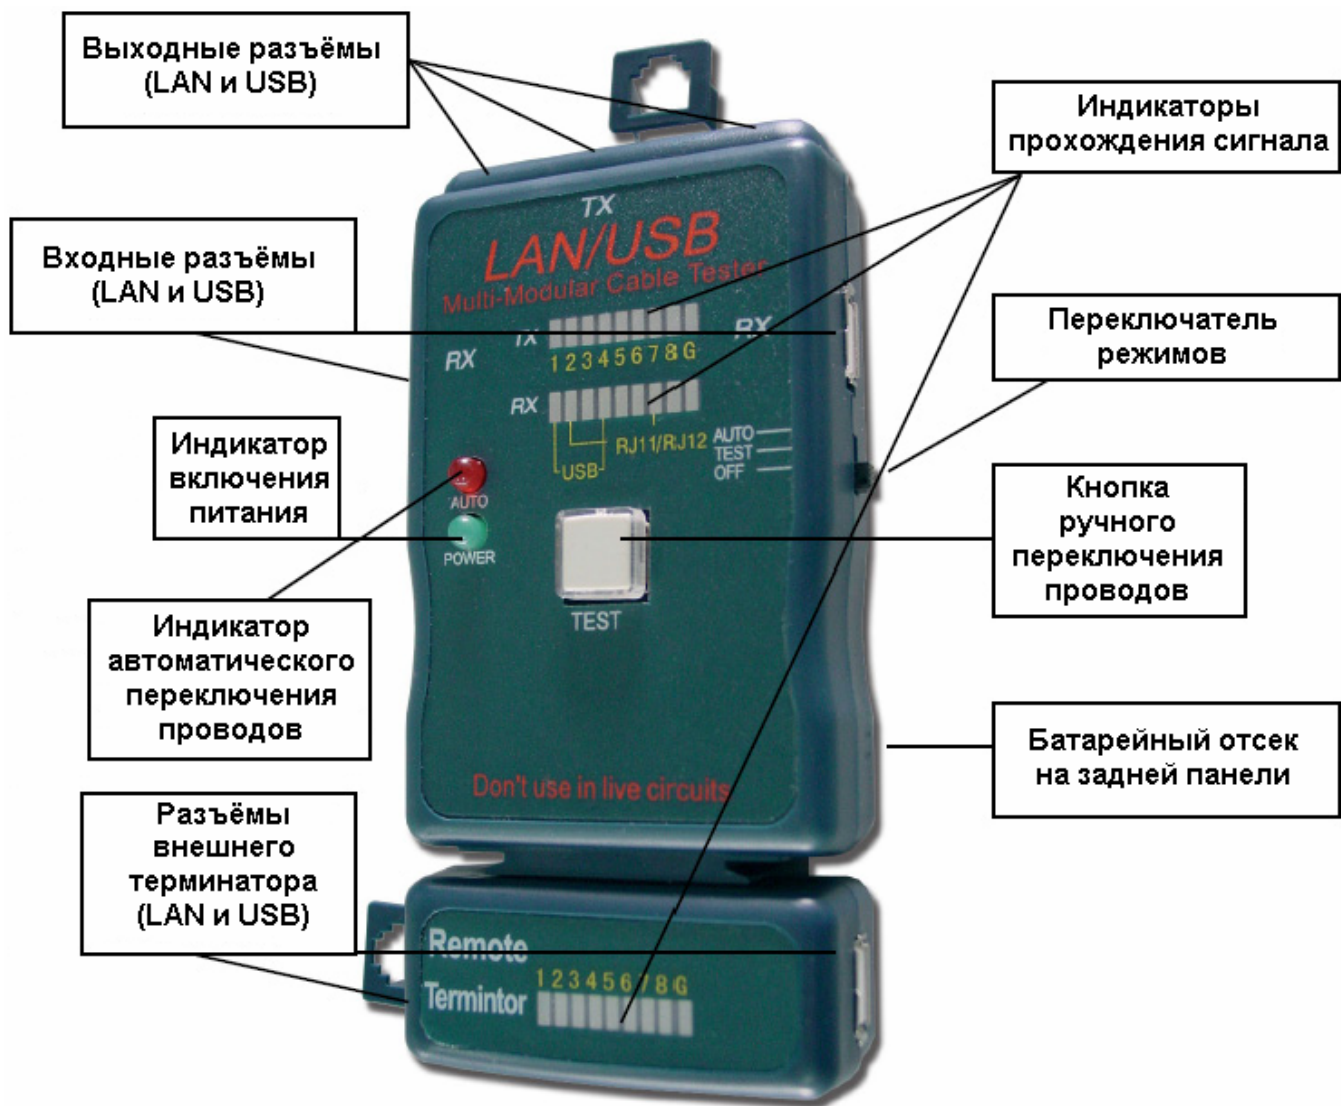 Выходные разъёмы
(LAN и USB)
Индикаторы
прохождения сигнала
Входные разъёмы
(LAN и USB)
Переключатель
режимов
Индикатор
включения
питания
Кнопка
ручного
переключения
проводов
Индикатор
автоматического
переключения
проводов
Батарейный отсек
на задней панели
Разъёмы
внешнего
терминатора
(LAN и USB)
TX
LAN/USB
Multi-Modular Cable Tester
TX
RX
RX
1 2 3 4 5 6 7 8 G
RX
RJ11/RJ12
USB
AUTO
TEST
OFF
AUTO
POWER
TEST
Don't use in live circuits
Remote
1 2 3 4 5 6 7 8 G
Termintor